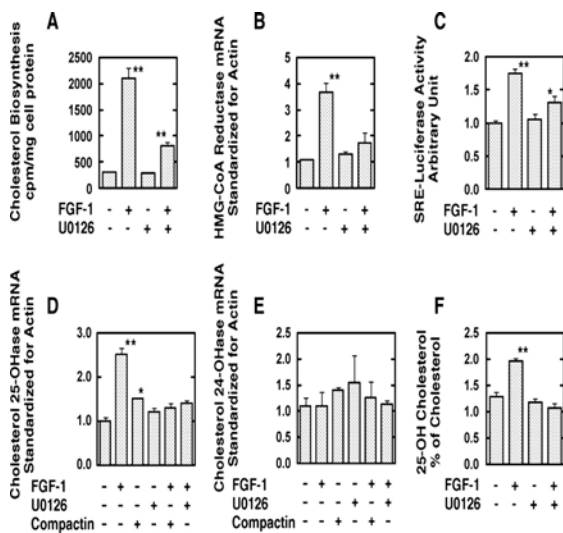 A
Cholesterol Biosynthesis
cpm/mg cell protein
2500
2000
1500
1000
500
0
**
**
FGF-1 - + - +
U0126 - - + +
B
HMG-CoA Reductase mRNA
Standardized for Actin
5
4
3
2
1
0
**
FGF-1 - + - +
U0126 - - + +
C
SRE-Luciferase Activity
Arbitrary Unit
2.0
1.5
1.0
0.5
0.0
**
*
FGF-1 - + - +
U0126 - - + +
D
Cholesterol 25-OHase mRNA
Standardized for Actin
3.0
2.0
1.0
0.0
**
*
FGF-1 - + - - + +
U0126 - - - + - +
Compactin - - + - + -
E
Cholesterol 24-OHase mRNA
Standardized for Actin
2.5
2.0
1.5
1.0
0.5
0.0
- + - - + +
- - - + - +
- - + - + -
F
25-OH Cholesterol
% of Cholesterol
2.5
2.0
1.5
1.0
0.5
0.0
**
FGF-1 - + - +
U0126 - - + +